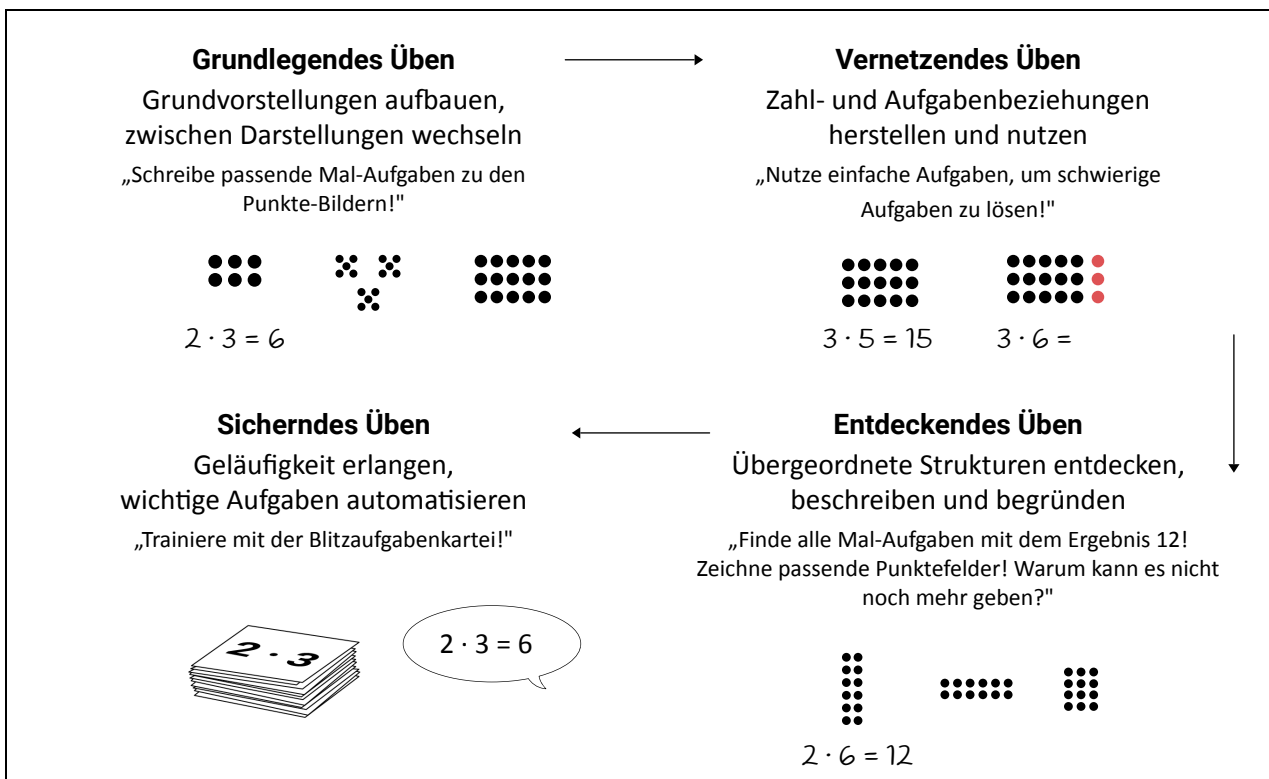 Grundlegendes Üben
Grundvorstellungen aufbauen,
zwischen Darstellungen wechseln
„Schreibe passende Mal-Aufgaben zu den
Punkte-Bildern!"
2 · 3 = 6
Vernetzendes Üben
Zahl- und Aufgabenbeziehungen
herstellen und nutzen
„Nutze einfache Aufgaben, um schwierige
Aufgaben zu lösen!"
3 · 5 = 15
3 · 6 =
Entdeckendes Üben
Übergeordnete Strukturen entdecken,
beschreiben und begründen
„Finde alle Mal-Aufgaben mit dem Ergebnis 12!
Zeichne passende Punktefelder! Warum kann es nicht
noch mehr geben?"
2 · 6 = 12
Sicherndes Üben
Geläufigkeit erlangen,
wichtige Aufgaben automatisieren
„Trainiere mit der Blitzaufgabenkartei!"
2 · 3
2 · 3 = 6